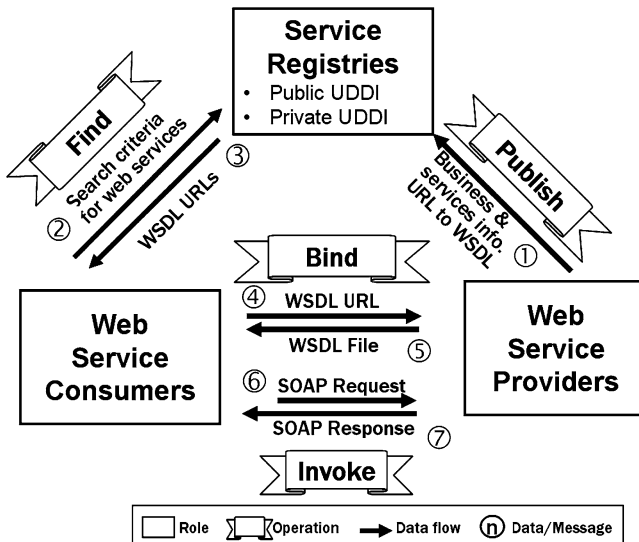 Service
Registries
• Public UDDI
• Private UDDI
Find
Search criteria
for web services
②
③
WSDL URLs
Publish
Business &
services info.
URL to WSDL
①
Bind
④ WSDL URL
WSDL File ⑤
Web
Service
Consumers
Web
Service
Providers
⑥ SOAP Request
SOAP Response ⑦
Invoke
Role Operation Data flow ⓝ Data/Message